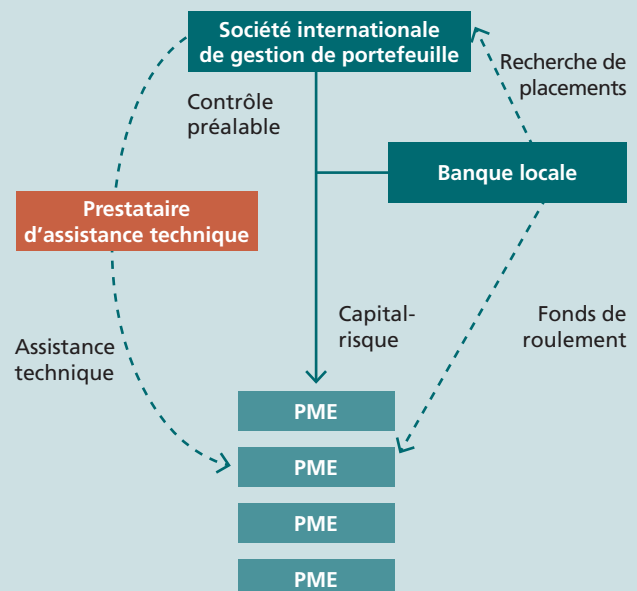 Société internationale
de gestion de portefeuille
Recherche de
placements
Contrôle
préalable
Banque locale
Prestataire
d’assistance technique
Capital-
risque
Fonds de
roulement
Assistance
technique
PME
PME
PME
PME